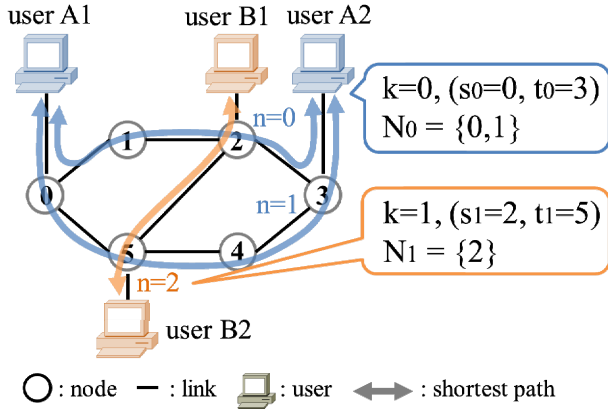 user A1
user B1
user A2
k=0, (s0=0, t0=3)
N0 = {0,1}
n=0
1
2
0
n=1
3
k=1, (s1=2, t1=5)
N1 = {2}
5
4
n=2
user B2
: node
: link
: user
: shortest path